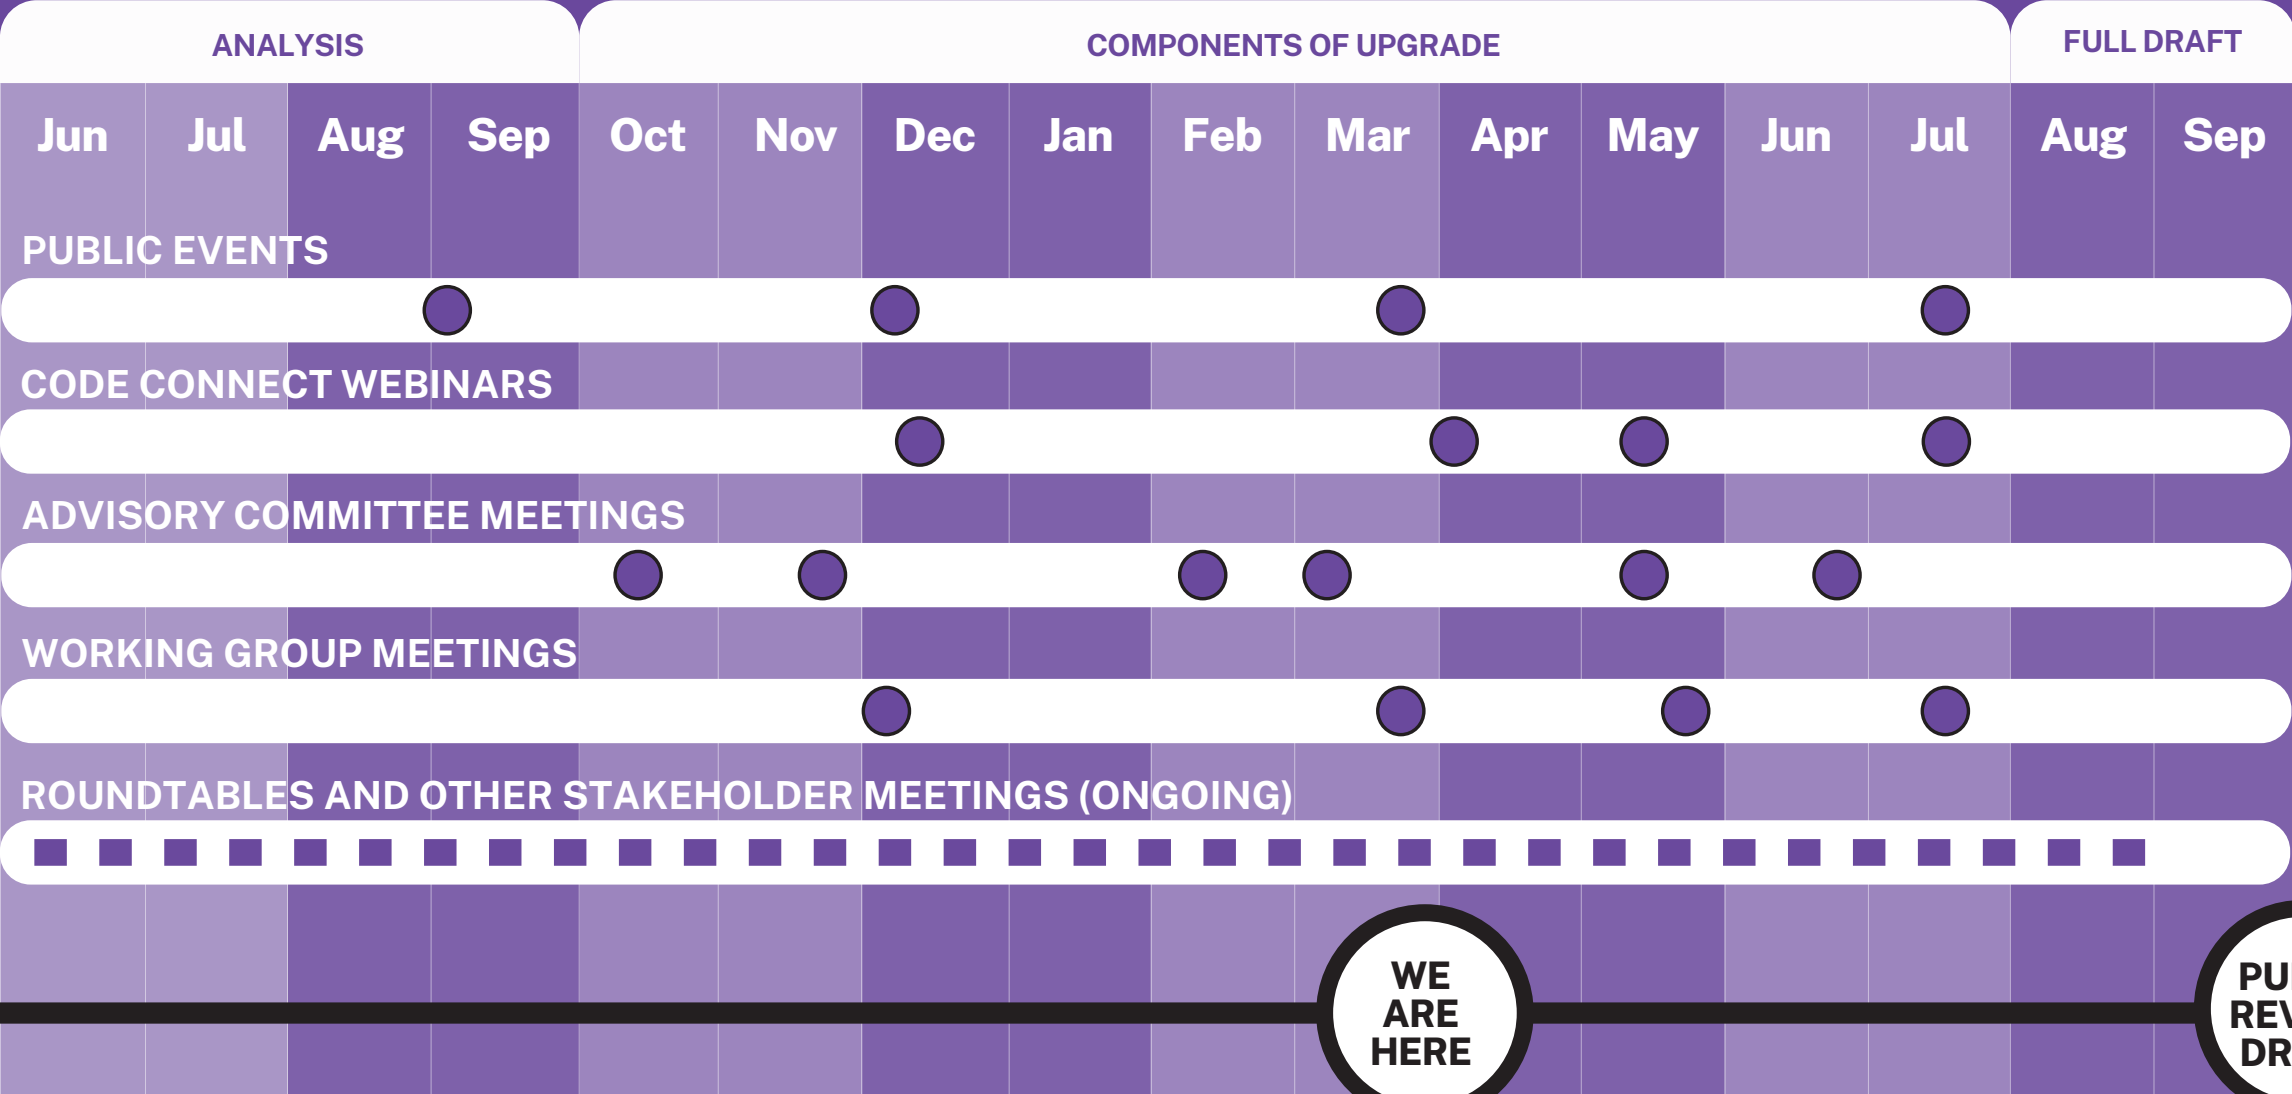 ANALYSIS
COMPONENTS OF UPGRADE
FULL DRAFT
Jun Jul Aug Sep Oct Nov Dec Jan Feb Mar Apr May Jun Jul Aug Sep
PUBLIC EVENTS
CODE CONNECT WEBINARS
ADVISORY COMMITTEE MEETINGS
WORKING GROUP MEETINGS
ROUNDTABLES AND OTHER STAKEHOLDER MEETINGS (ONGOING)
WE
ARE
HERE